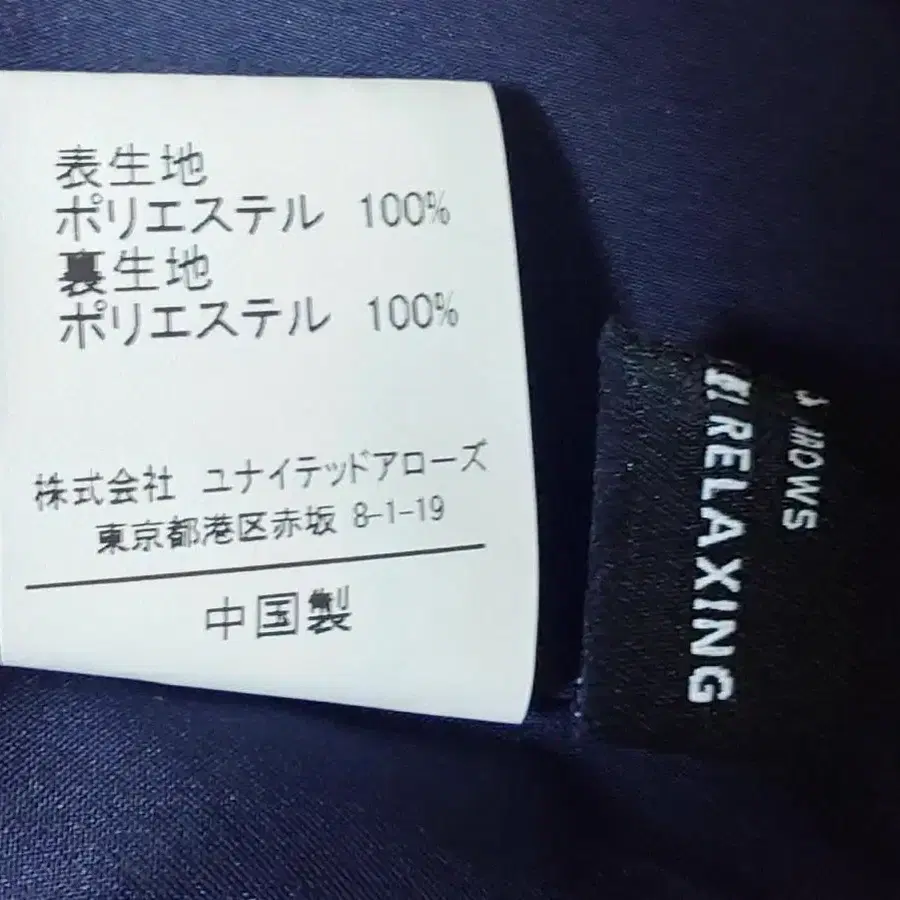 表生地
ポリエステル 100%
裏生地
ポリエステル 100%
株式会社 ユナイテッドアローズ
東京都港区赤坂 8-1-19
中国製
RELAXING